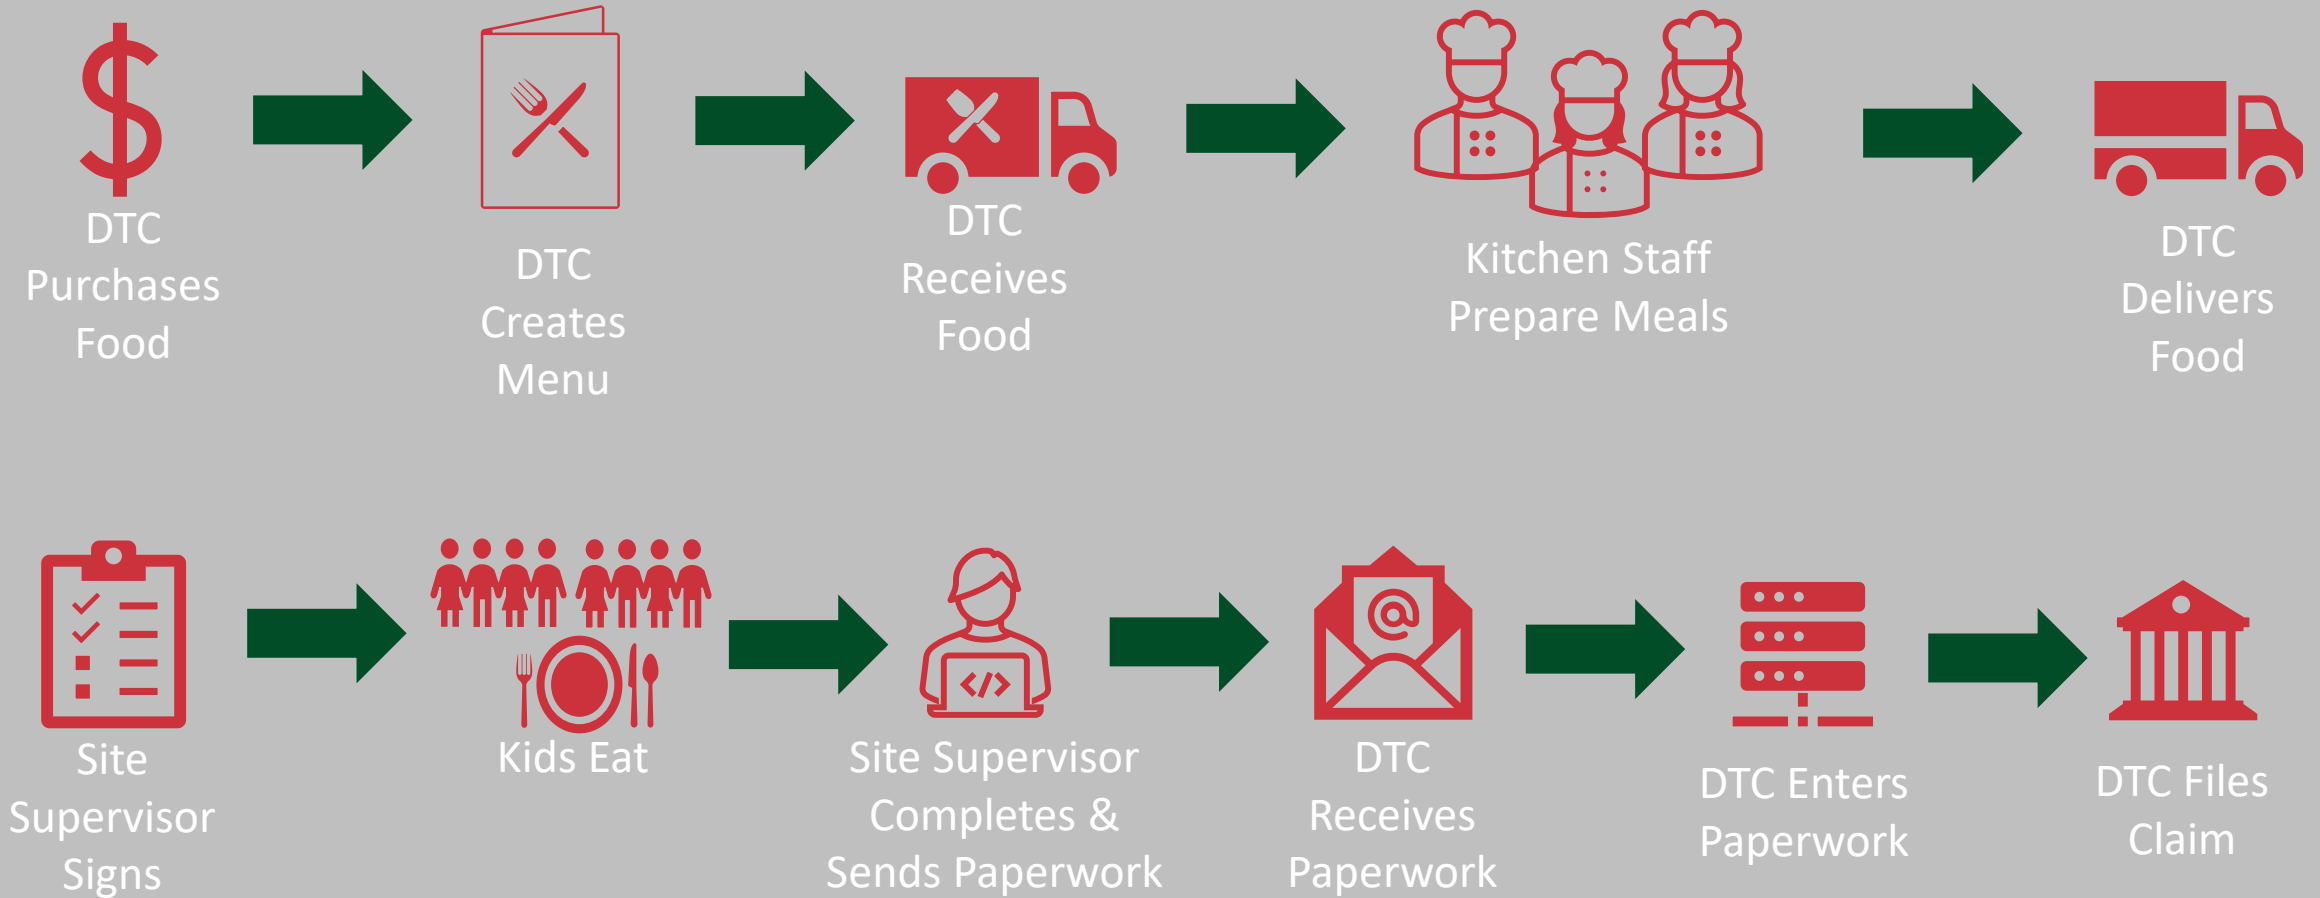 DTC
Purchases
Food
DTC
Creates
Menu
DTC
Receives
Food
Kitchen Staff
Prepare Meals
DTC
Delivers
Food
Site
Supervisor
Signs
Kids Eat
Site Supervisor
Completes &
Sends Paperwork
DTC
Receives
Paperwork
DTC Enters
Paperwork
DTC Files
Claim